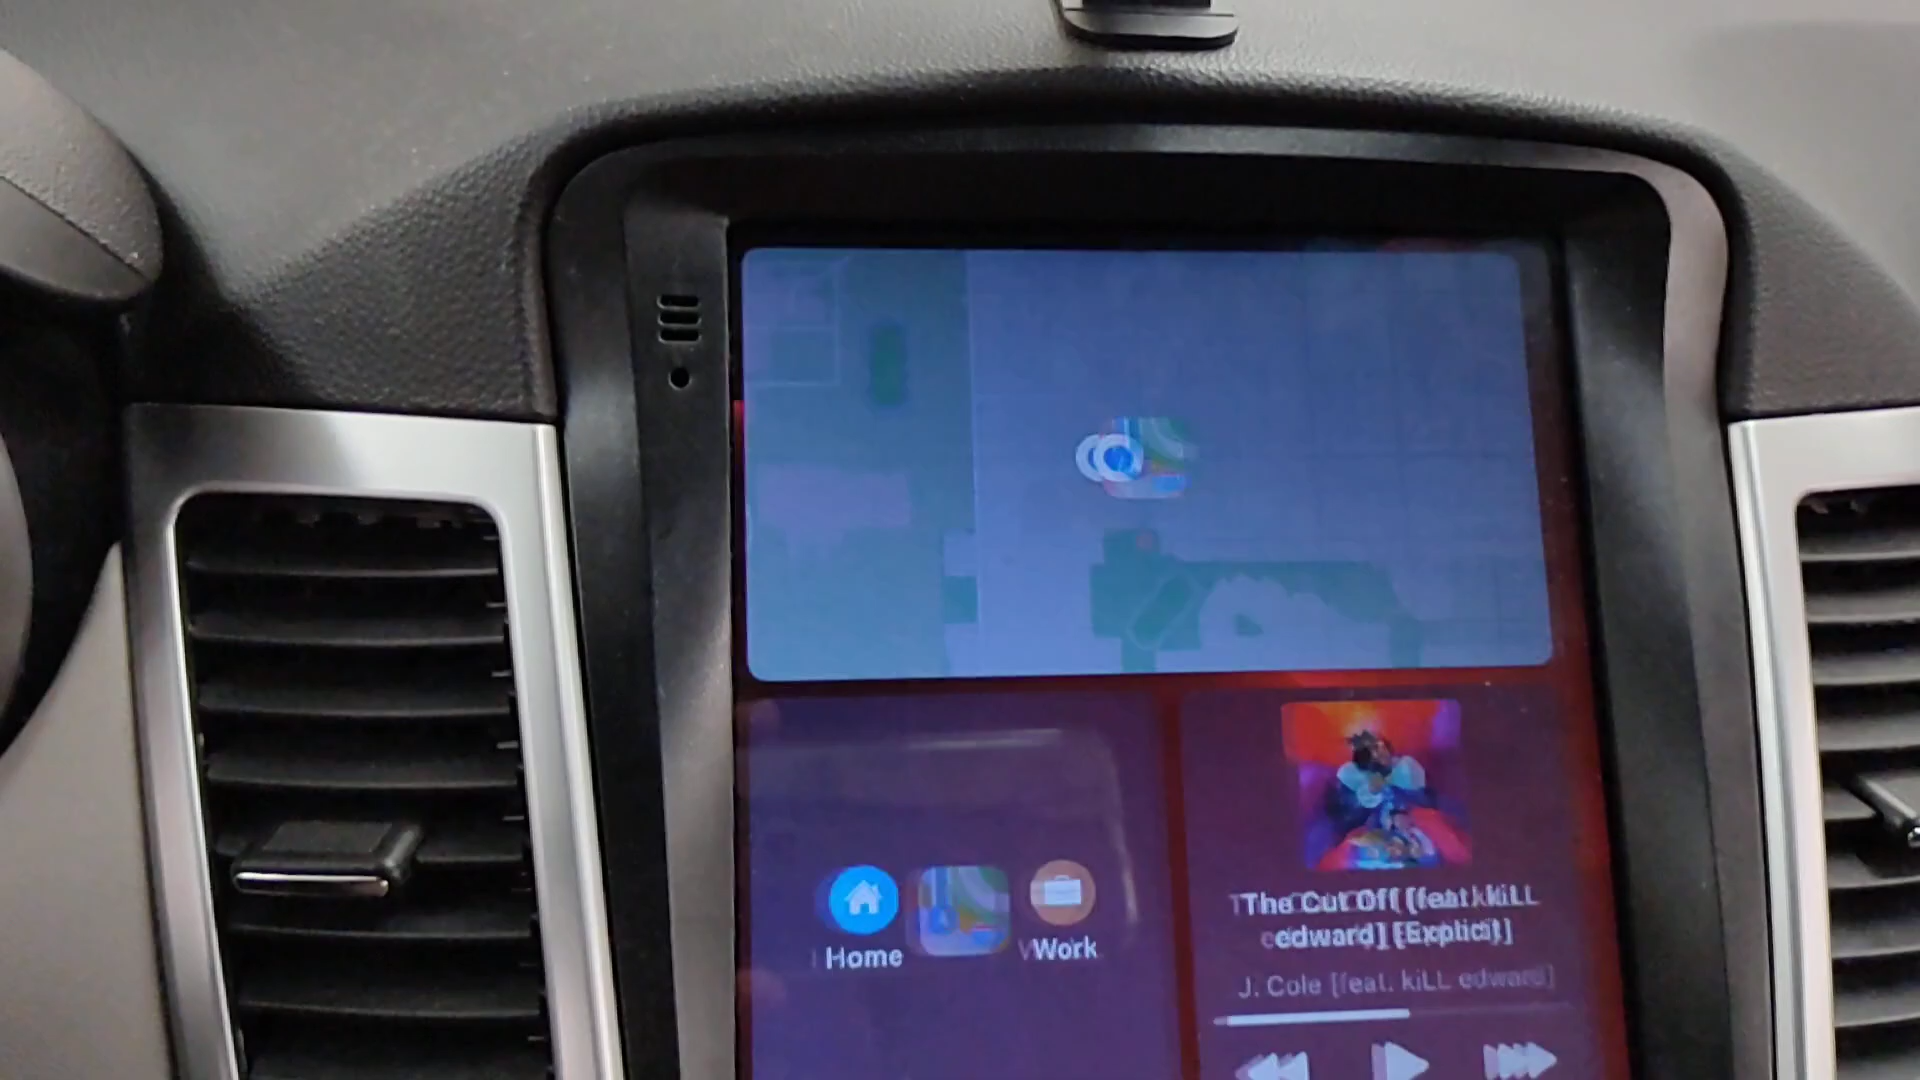 Home
Work
The Cut Off [feat. kiLL
edward] [Explicit]
J. Cole [feat. kiLL edward]